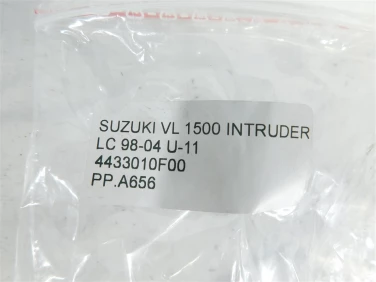 SUZUKI VL 1500 INTRUDER
LC 98-04 U-11
4433010F00
PP.A656